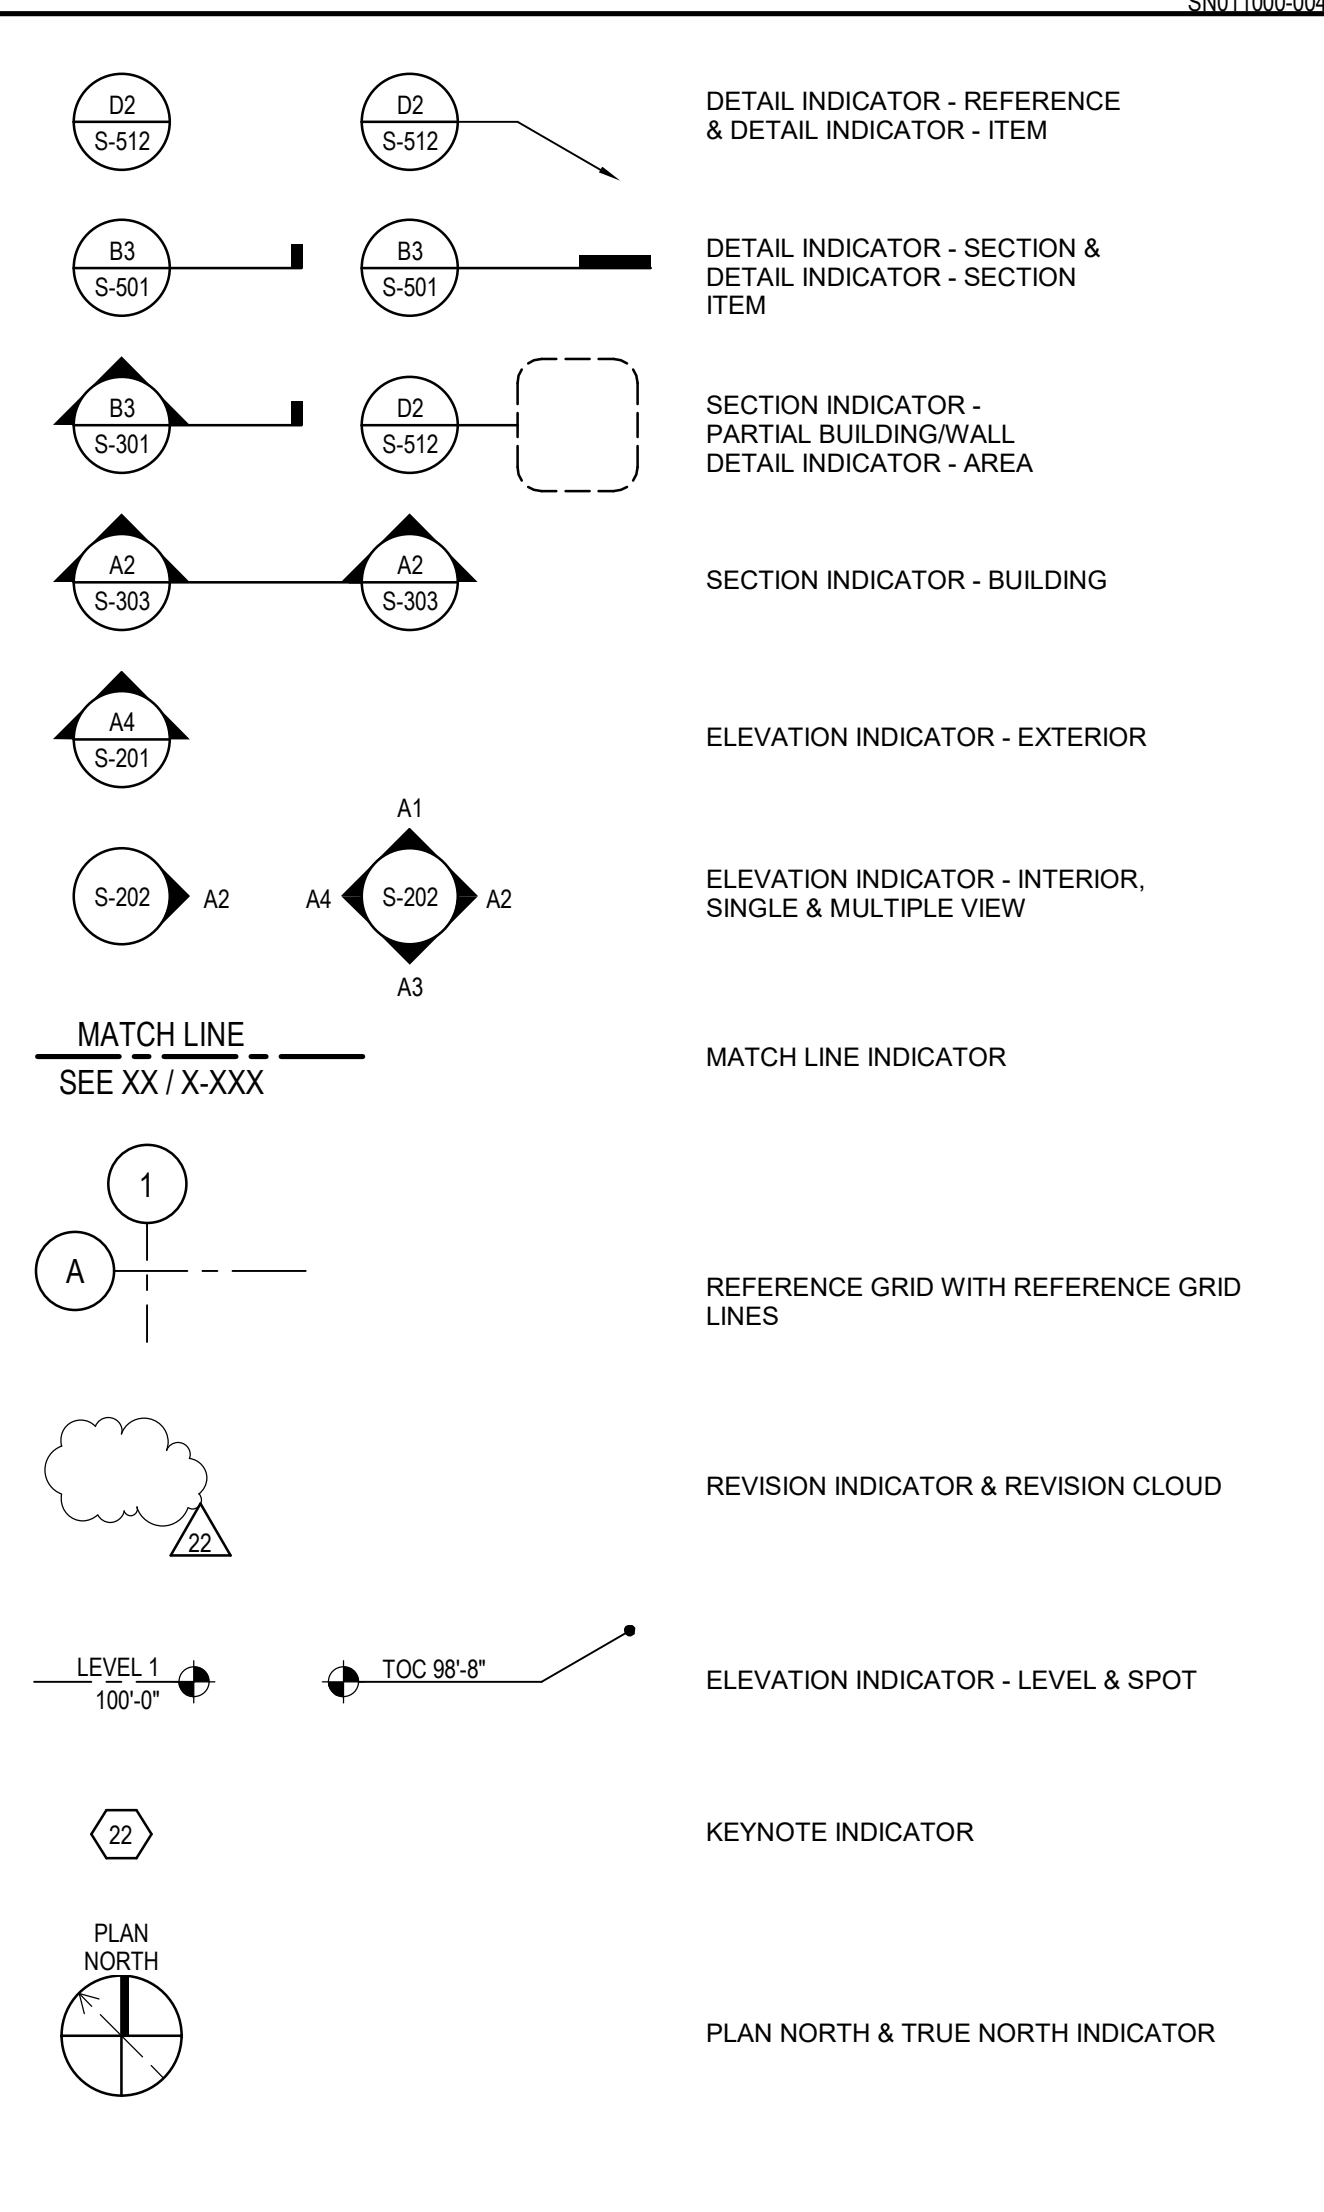 SN011000-004
D2
S-512
D2
S-512
DETAIL INDICATOR - REFERENCE
& DETAIL INDICATOR - ITEM
B3
S-501
B3
S-501
DETAIL INDICATOR - SECTION &
DETAIL INDICATOR - SECTION
ITEM
B3
S-301
D2
S-512
SECTION INDICATOR -
PARTIAL BUILDING/WALL
DETAIL INDICATOR - AREA
A2
S-303
A2
S-303
SECTION INDICATOR - BUILDING
A4
S-201
ELEVATION INDICATOR - EXTERIOR
S-202
A2
A1
A4
S-202
A2
A3
ELEVATION INDICATOR - INTERIOR,
SINGLE & MULTIPLE VIEW
MATCH LINE
SEE XX / X-XXX
MATCH LINE INDICATOR
1
A
REFERENCE GRID WITH REFERENCE GRID
LINES
22
REVISION INDICATOR & REVISION CLOUD
LEVEL 1
100'-0"
TOC 98'-8"
ELEVATION INDICATOR - LEVEL & SPOT
22
KEYNOTE INDICATOR
PLAN
NORTH
PLAN NORTH & TRUE NORTH INDICATOR